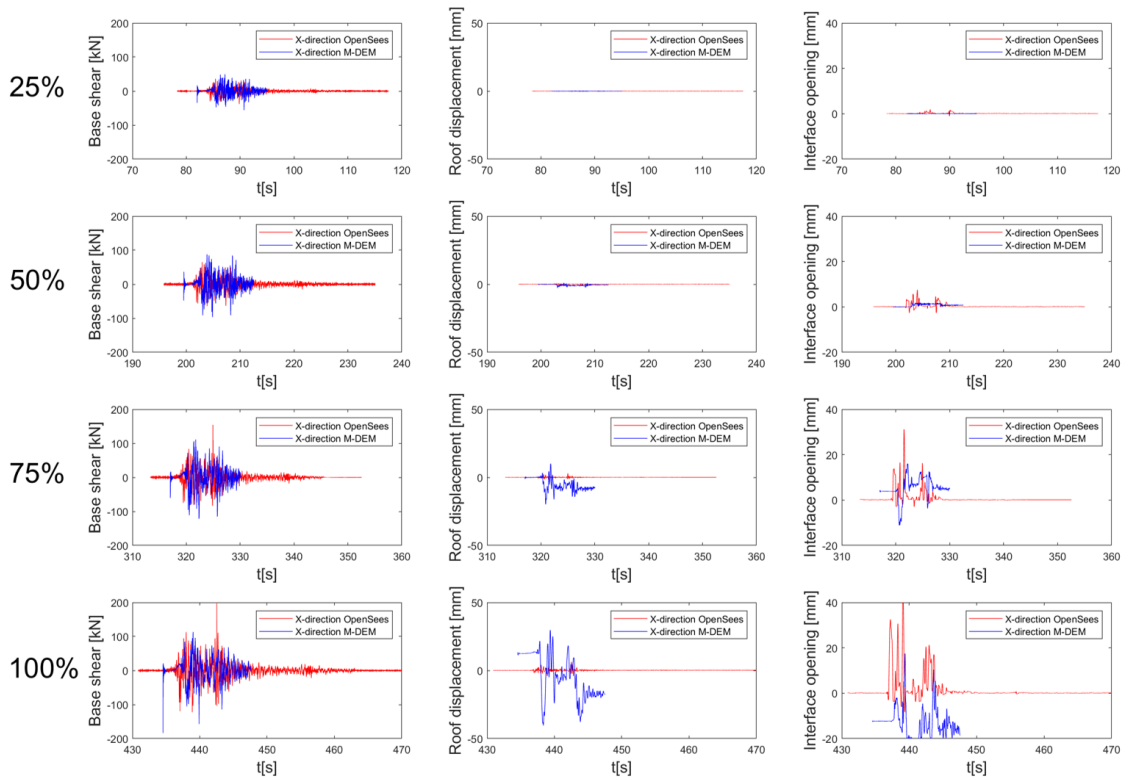 25%
Base shear [kN]
200
100
0
-100
-200
70 80 90 100 110 120
t[s]
X-direction OpenSees
X-direction M-DEM
Roof displacement [mm]
50
0
-50
70 80 90 100 110 120
t[s]
X-direction OpenSees
X-direction M-DEM
Interface opening [mm]
40
20
0
-20
70 80 90 100 110 120
t[s]
X-direction OpenSees
X-direction M-DEM
50%
Base shear [kN]
200
100
0
-100
-200
190 200 210 220 230 240
t[s]
X-direction OpenSees
X-direction M-DEM
Roof displacement [mm]
50
0
-50
190 200 210 220 230 240
t[s]
X-direction OpenSees
X-direction M-DEM
Interface opening [mm]
40
20
0
-20
190 200 210 220 230 240
t[s]
X-direction OpenSees
X-direction M-DEM
75%
Base shear [kN]
200
100
0
-100
-200
310 320 330 340 350 360
t[s]
X-direction OpenSees
X-direction M-DEM
Roof displacement [mm]
50
0
-50
310 320 330 340 350 360
t[s]
X-direction OpenSees
X-direction M-DEM
Interface opening [mm]
40
20
0
-20
310 320 330 340 350 360
t[s]
X-direction OpenSees
X-direction M-DEM
100%
Base shear [kN]
200
100
0
-100
-200
430 440 450 460 470
t[s]
X-direction OpenSees
X-direction M-DEM
Roof displacement [mm]
50
0
-50
430 440 450 460 470
t[s]
X-direction OpenSees
X-direction M-DEM
Interface opening [mm]
40
20
0
-20
430 440 450 460 470
t[s]
X-direction OpenSees
X-direction M-DEM